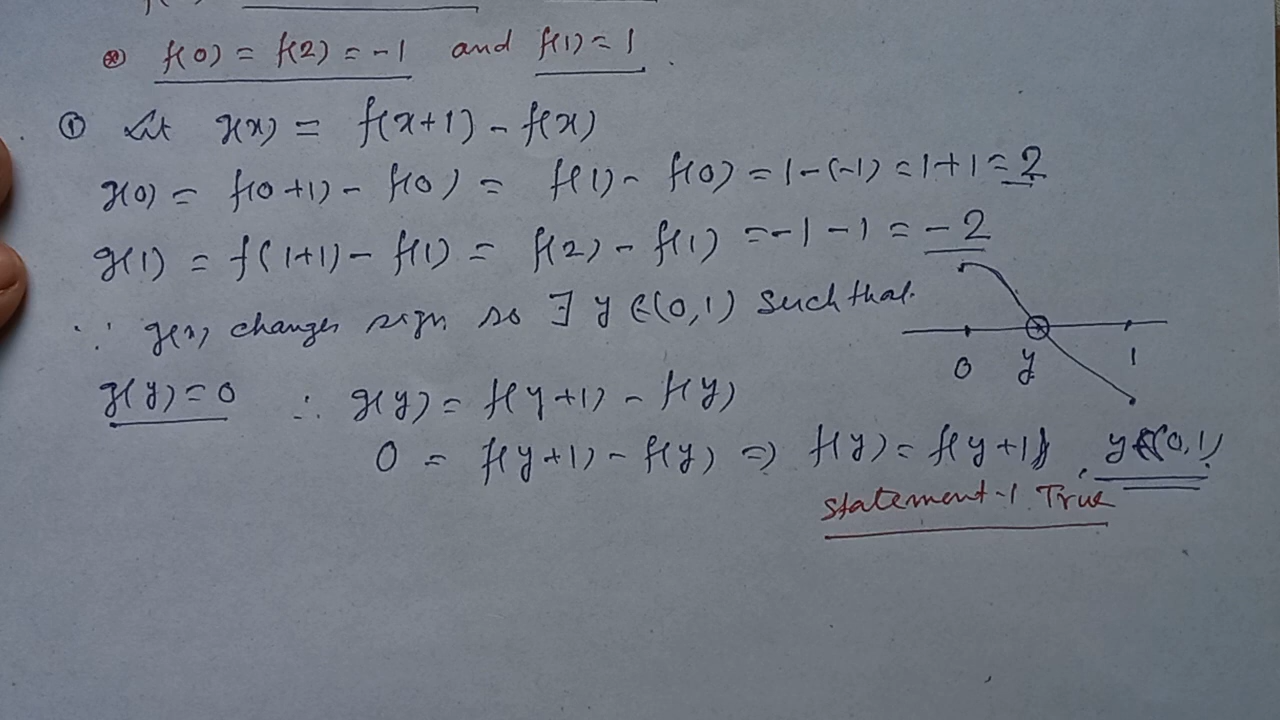 ⊛ f(0) = f(2) = -1 and f(1) = 1.
① Let g(x) = f(x+1) - f(x)
g(0) = f(0+1) - f(0) = f(1) - f(0) = 1-(-1) = 1+1 = 2
g(1) = f(1+1) - f(1) = f(2) - f(1) = -1 - 1 = -2
∵ g(x) changes sign so ∃ y ∈ (0,1) such that
0 y 1
g(y) = 0 ∴ g(y) = f(y+1) - f(y)
0 = f(y+1) - f(y) ⇒ f(y) = f(y+1), y∈(0,1)
Statement-1 True